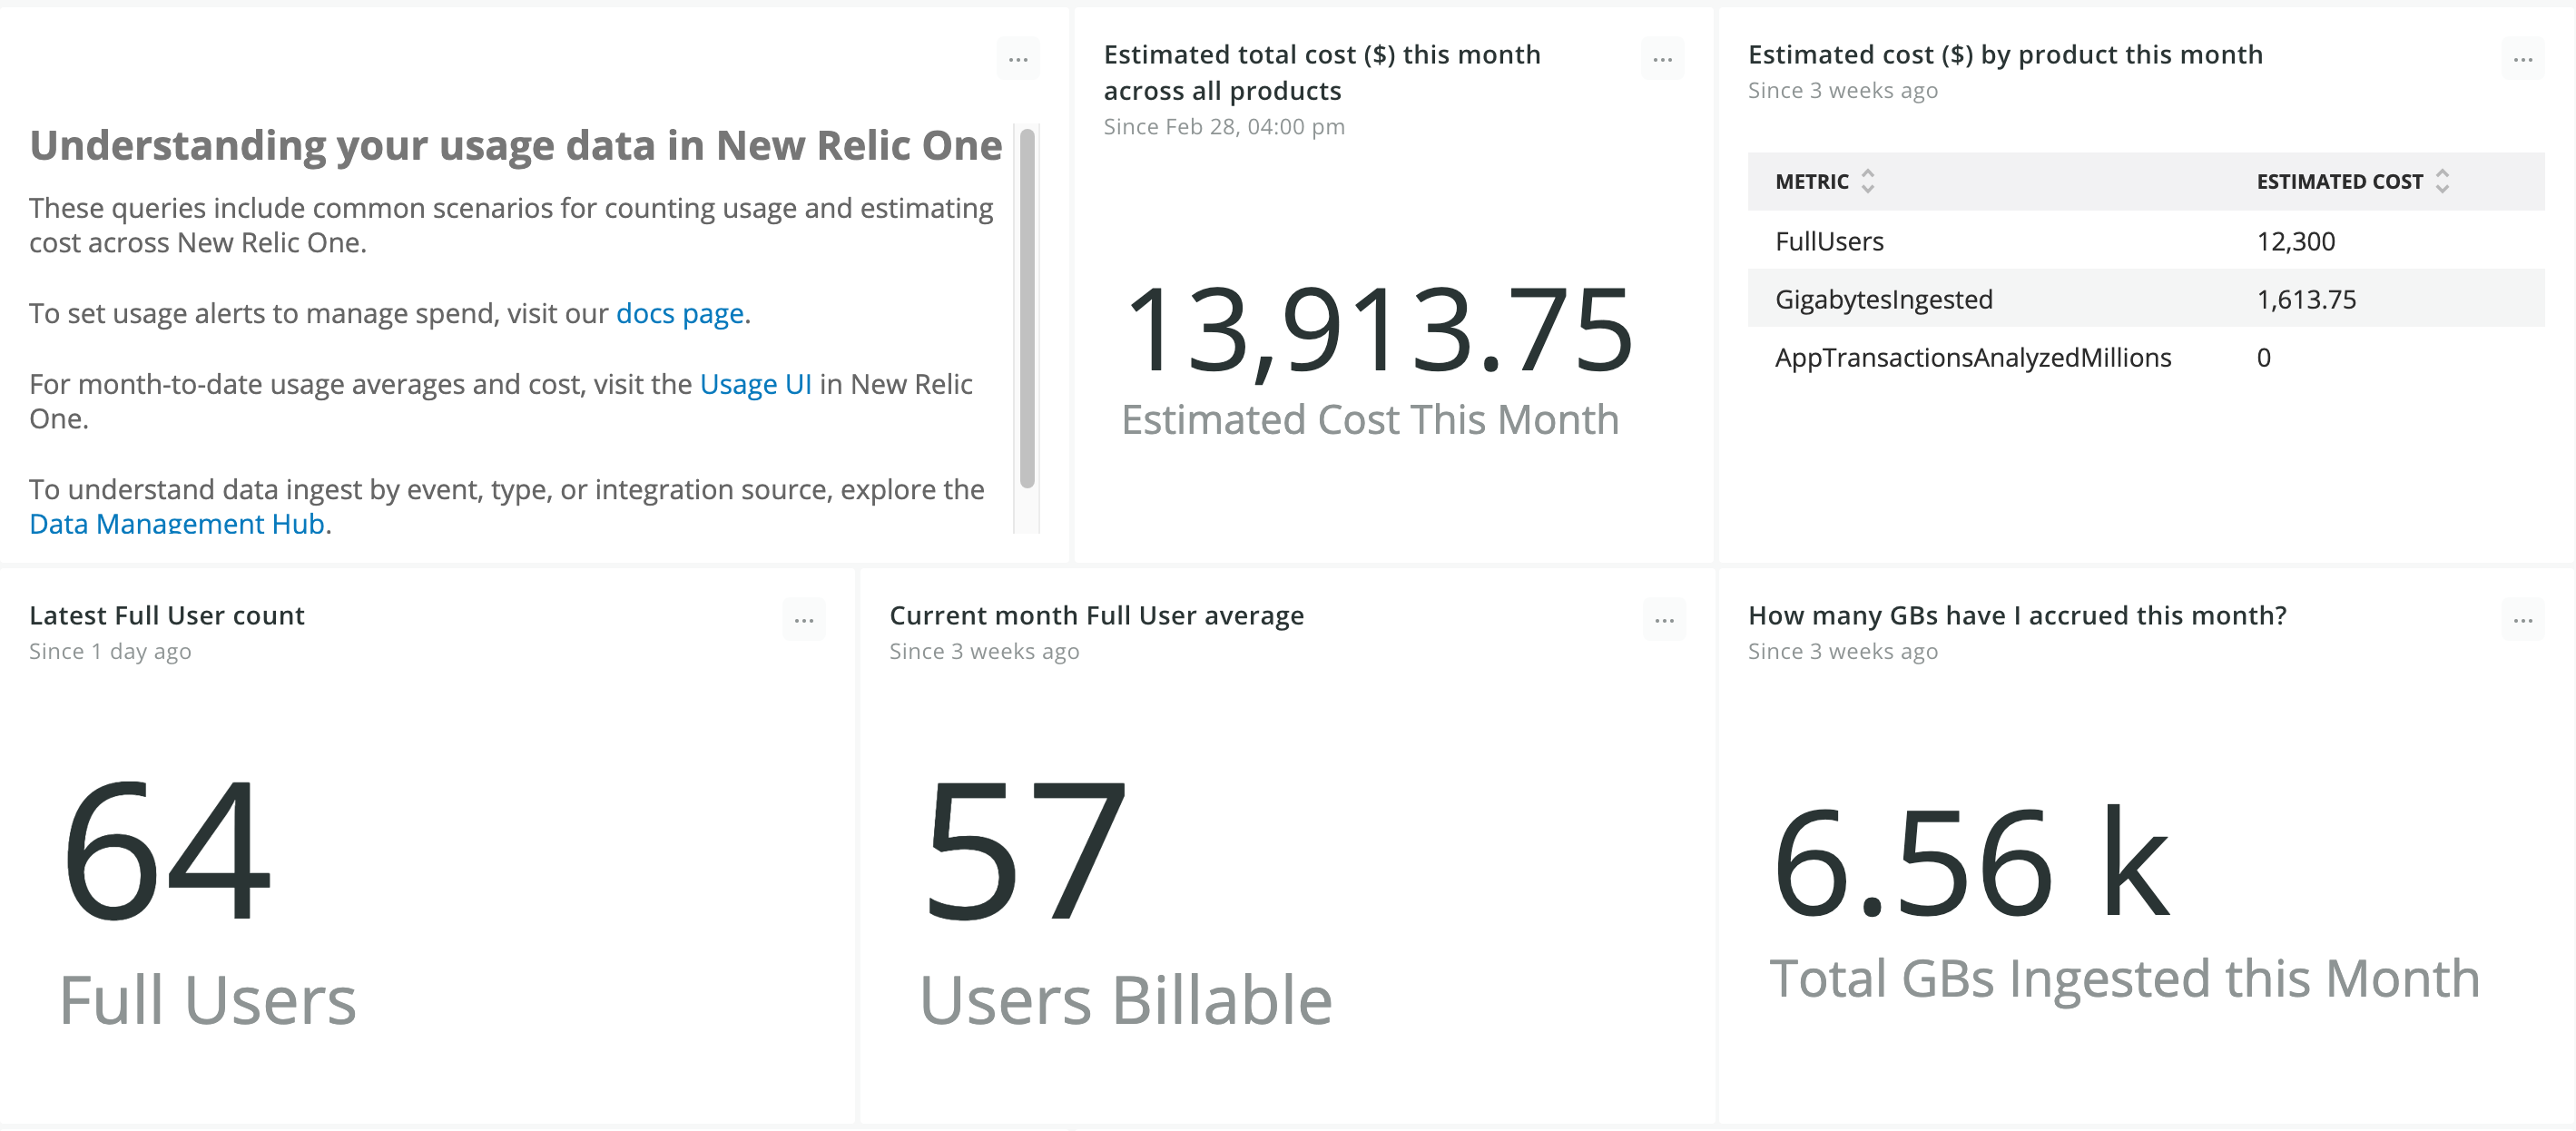 ...
Understanding your usage data in New Relic One
These queries include common scenarios for counting usage and estimating
cost across New Relic One.
To set usage alerts to manage spend, visit our docs page.
For month-to-date usage averages and cost, visit the Usage UI in New Relic
One.
To understand data ingest by event, type, or integration source, explore the
Data Management Hub.
Estimated total cost ($) this month
across all products
...
Since Feb 28, 04:00 pm
13,913.75
Estimated Cost This Month
Estimated cost ($) by product this month
...
Since 3 weeks ago
METRIC ESTIMATED COST
FullUsers 12,300
GigabytesIngested 1,613.75
AppTransactionsAnalyzedMillions 0
Latest Full User count
...
Since 1 day ago
64
Full Users
Current month Full User average
...
Since 3 weeks ago
57
Users Billable
How many GBs have I accrued this month?
...
Since 3 weeks ago
6.56 k
Total GBs Ingested this Month